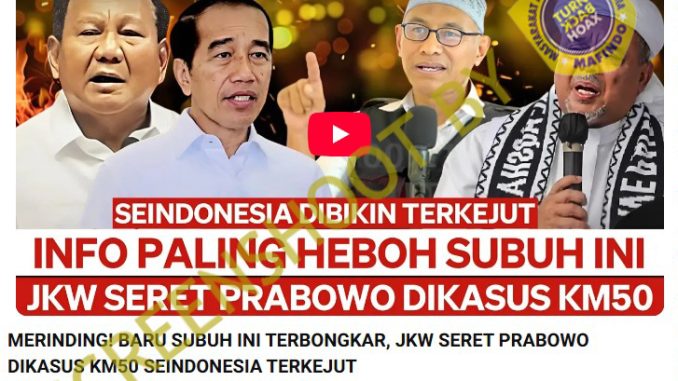 MASYARAKAT
TURN
BACK
HOAX
MAFINDO
SEINDONESIA DIBIKIN TERKEJUT
INFO PALING HEBOH SUBUH INI
JKW SERET PRABOWO DIKASUS KM50
SCREENSHOOT BY
MERINDING! BARU SUBUH INI TERBONGKAR, JKW SERET PRABOWO
DIKASUS KM50 SEINDONESIA TERKEJUT